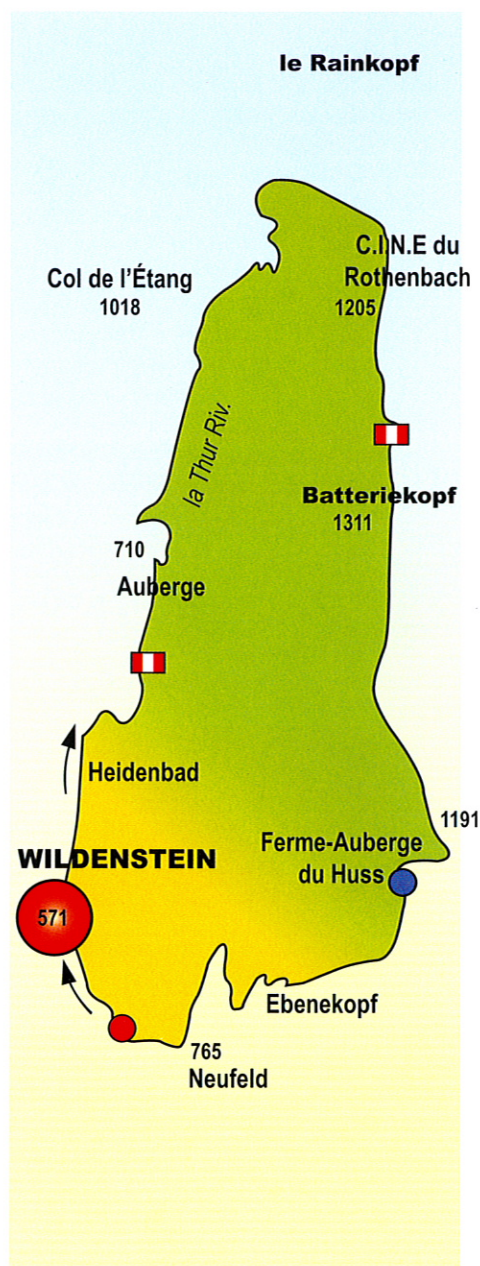 le Rainkopf
C.I.N.E du
Rothenbach
1205
Col de l'Étang
1018
la Thur Riv.
Batteriekopf
1311
710
Auberge
Heidenbad
1191
Ferme-Auberge
du Huss
WILDENSTEIN
571
Ebenekopf
765
Neufeld